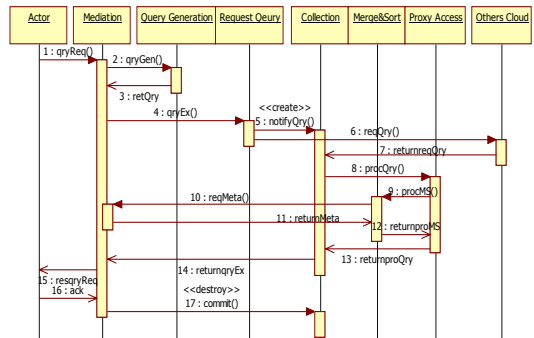 Actor
Mediation
Query Generation
Request Qeury
Collection
Merge&Sort
Proxy Access
Others Cloud
1 : qryReq()
2 : qryGen()
3 : retQry
4 : qryEx()
<<create>>
5 : notifyQry()
6 : reqQry()
7 : returnreqQry
8 : procQry()
9 : procMS()
10 : reqMeta()
11 : returnMeta
12 : returnproMS
13 : returnproQry
14 : returnqryEx
15 : resqryReq
16 : ack
<<destroy>>
17 : commit()